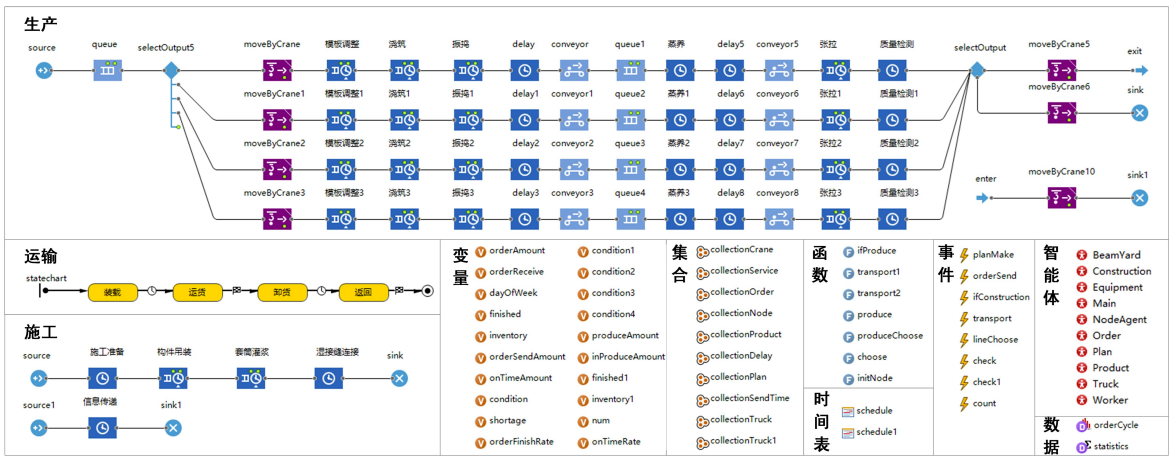 生产
source queue selectOutput5 moveByCrane 模板调整 浇筑 振捣 delay conveyor queue1 蒸养 delay5 conveyor5 张拉 质量检测 selectOutput moveByCrane5 exit
moveByCrane6 sink
moveByCrane1 模板调整1 浇筑1 振捣1 delay1 conveyor1 queue2 蒸养1 delay6 conveyor6 张拉1 质量检测1
moveByCrane2 模板调整2 浇筑2 振捣2 delay2 conveyor2 queue3 蒸养2 delay7 conveyor7 张拉2 质量检测2
enter moveByCrane10 sink1
moveByCrane3 模板调整3 浇筑3 振捣3 delay3 conveyor3 queue4 蒸养3 delay8 conveyor8 张拉3 质量检测3
运输
statechart
装载 运货 卸货 返回
施工
source 施工准备 构件吊装 套筒灌浆 湿接缝连接 sink
source1 信息传递 sink1
变量
orderAmount
orderReceive
dayOfWeek
finished
inventory
orderSendAmount
onTimeAmount
condition
shortage
orderFinishRate
condition1
condition2
condition3
condition4
produceAmount
inProduceAmount
finished1
inventory1
num
onTimeRate
集合
collectionCrane
collectionService
collectionOrder
collectionNode
collectionProduct
collectionDelay
collectionPlan
collectionSendTime
collectionTruck
collectionTruck1
函数
ifProduce
transport1
transport2
produce
produceChoose
choose
initNode
时间表
schedule
schedule1
事件
planMake
orderSend
ifConstruction
transport
lineChoose
check
check1
count
智能体
BeamYard
Construction
Equipment
Main
NodeAgent
Order
Plan
Product
Truck
Worker
数据
orderCycle
statistics